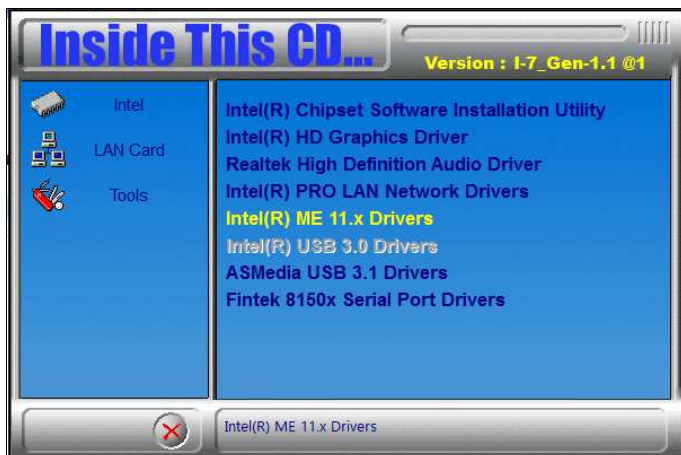 Inside This CD...
Version : I-7_Gen-1.1 @1
Intel
LAN Card
Tools
Intel(R) Chipset Software Installation Utility
Intel(R) HD Graphics Driver
Realtek High Definition Audio Driver
Intel(R) PRO LAN Network Drivers
Intel(R) ME 11.x Drivers
Intel(R) USB 3.0 Drivers
ASMedia USB 3.1 Drivers
Fintek 8150x Serial Port Drivers
Intel(R) ME 11.x Drivers